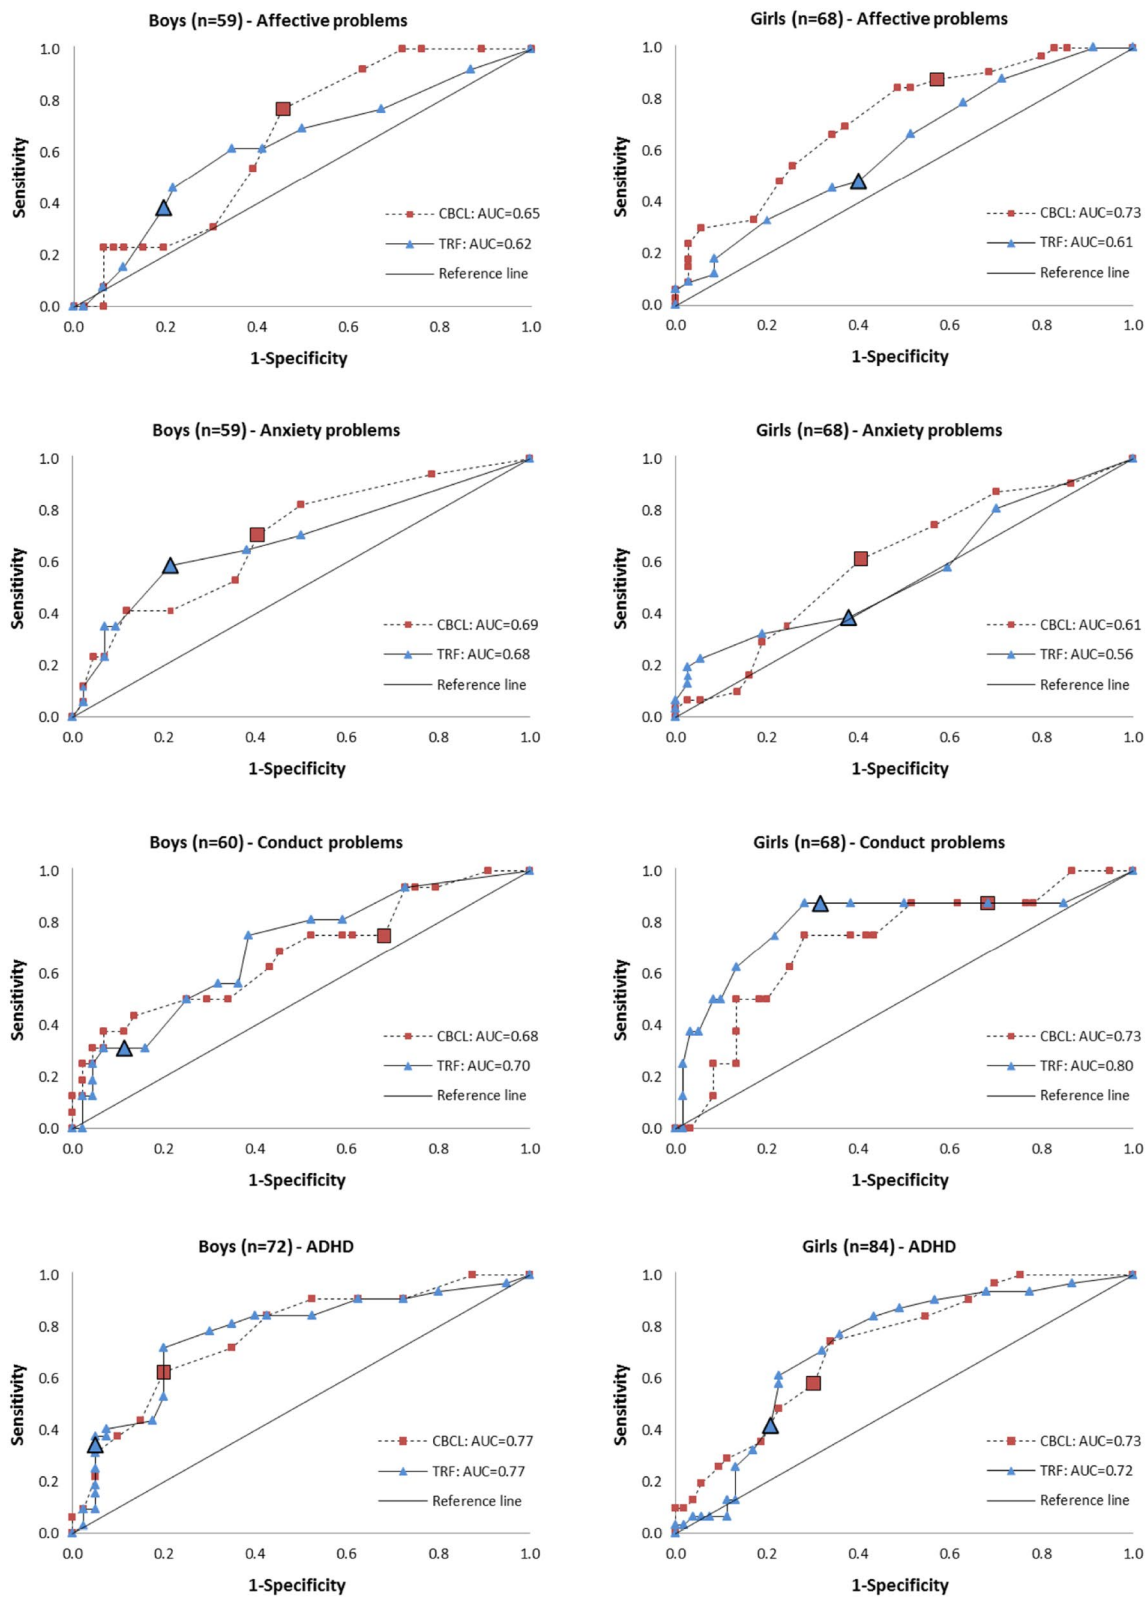 Boys (n=59) - Affective problems
Sensitivity
1.0
0.8
0.6
0.4
0.2
0.0
CBCL: AUC=0.65
TRF: AUC=0.62
Reference line
0.0 0.2 0.4 0.6 0.8 1.0
1-Specificity
Girls (n=68) - Affective problems
Sensitivity
1.0
0.8
0.6
0.4
0.2
0.0
CBCL: AUC=0.73
TRF: AUC=0.61
Reference line
0.0 0.2 0.4 0.6 0.8 1.0
1-Specificity
Boys (n=59) - Anxiety problems
Sensitivity
1.0
0.8
0.6
0.4
0.2
0.0
CBCL: AUC=0.69
TRF: AUC=0.68
Reference line
0.0 0.2 0.4 0.6 0.8 1.0
1-Specificity
Girls (n=68) - Anxiety problems
Sensitivity
1.0
0.8
0.6
0.4
0.2
0.0
CBCL: AUC=0.61
TRF: AUC=0.56
Reference line
0.0 0.2 0.4 0.6 0.8 1.0
1-Specificity
Boys (n=60) - Conduct problems
Sensitivity
1.0
0.8
0.6
0.4
0.2
0.0
CBCL: AUC=0.68
TRF: AUC=0.70
Reference line
0.0 0.2 0.4 0.6 0.8 1.0
1-Specificity
Girls (n=68) - Conduct problems
Sensitivity
1.0
0.8
0.6
0.4
0.2
0.0
CBCL: AUC=0.73
TRF: AUC=0.80
Reference line
0.0 0.2 0.4 0.6 0.8 1.0
1-Specificity
Boys (n=72) - ADHD
Sensitivity
1.0
0.8
0.6
0.4
0.2
0.0
CBCL: AUC=0.77
TRF: AUC=0.77
Reference line
0.0 0.2 0.4 0.6 0.8 1.0
1-Specificity
Girls (n=84) - ADHD
Sensitivity
1.0
0.8
0.6
0.4
0.2
0.0
CBCL: AUC=0.73
TRF: AUC=0.72
Reference line
0.0 0.2 0.4 0.6 0.8 1.0
1-Specificity